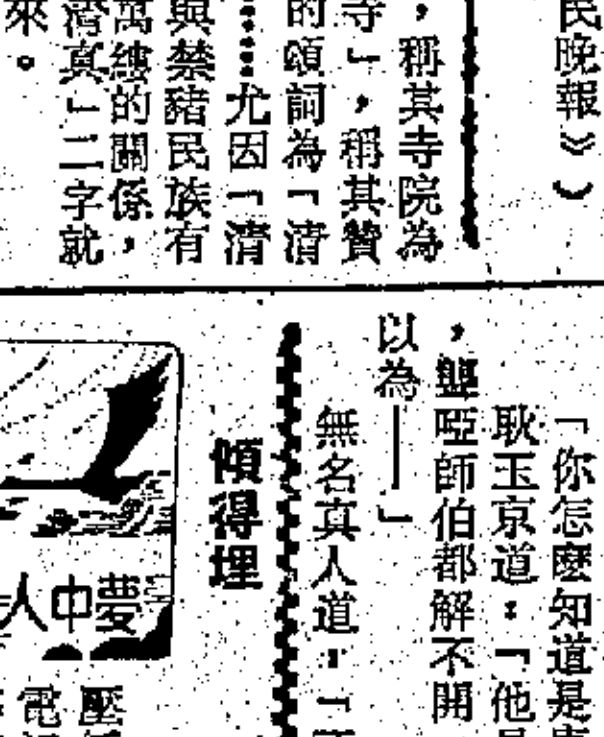 民晚報》）
，稱其寺院為
寺」，稱其贊
的頌詞為「清
……尤因「清
與禁豬民族有
萬縷的關係，
清真」二字就
來。
「你怎麼知道是
耿玉京道：「他
，聾啞師伯都解不開
以為——」
無名真人道：「
傾得埋
夢中人
壓
電